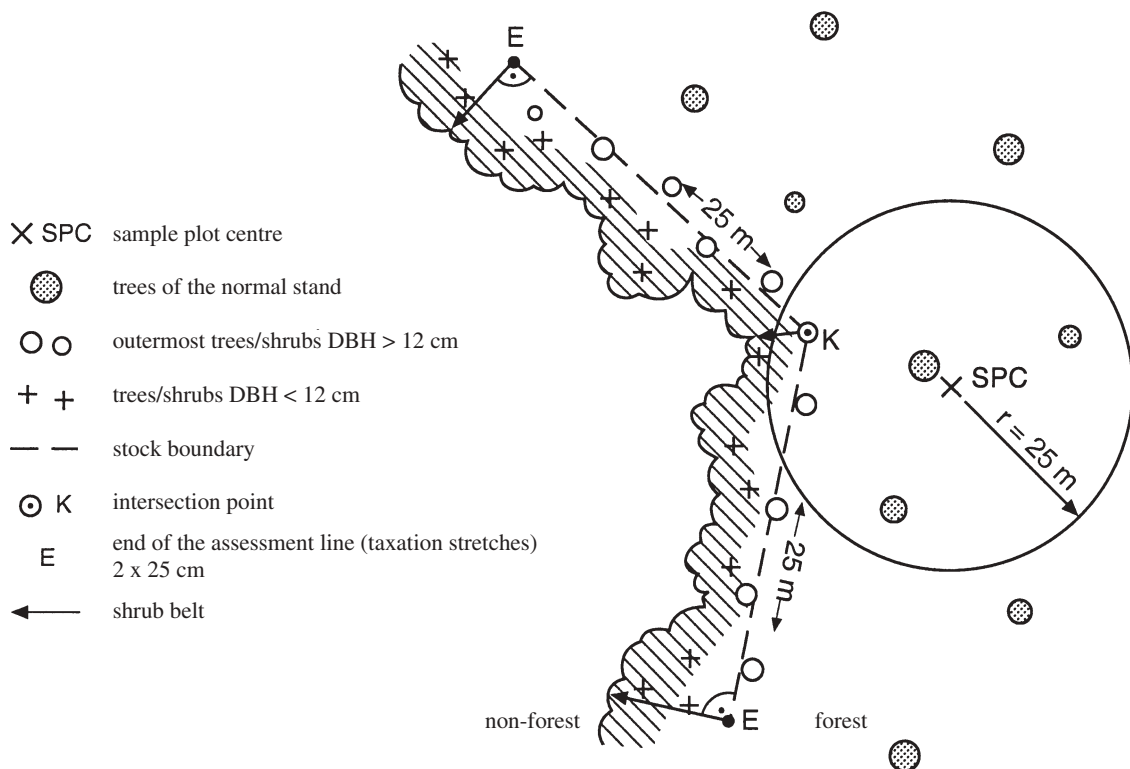 E
25 m
K
SPC
r = 25 m
25 m
E
non-forest
forest
SPC sample plot centre
trees of the normal stand
outermost trees/shrubs DBH > 12 cm
trees/shrubs DBH < 12 cm
stock boundary
K intersection point
E end of the assessment line (taxation stretches)
2 x 25 cm
shrub belt